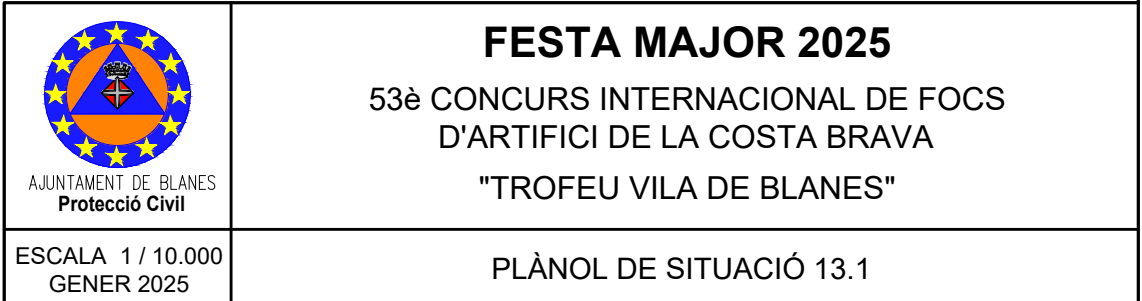 FESTA MAJOR 2025
53è CONCURS INTERNACIONAL DE FOCS
D'ARTIFICI DE LA COSTA BRAVA
"TROFEU VILA DE BLANES"
AJUNTAMENT DE BLANES
Protecció Civil
ESCALA 1 / 10.000
GENER 2025
PLÀNOL DE SITUACIÓ 13.1